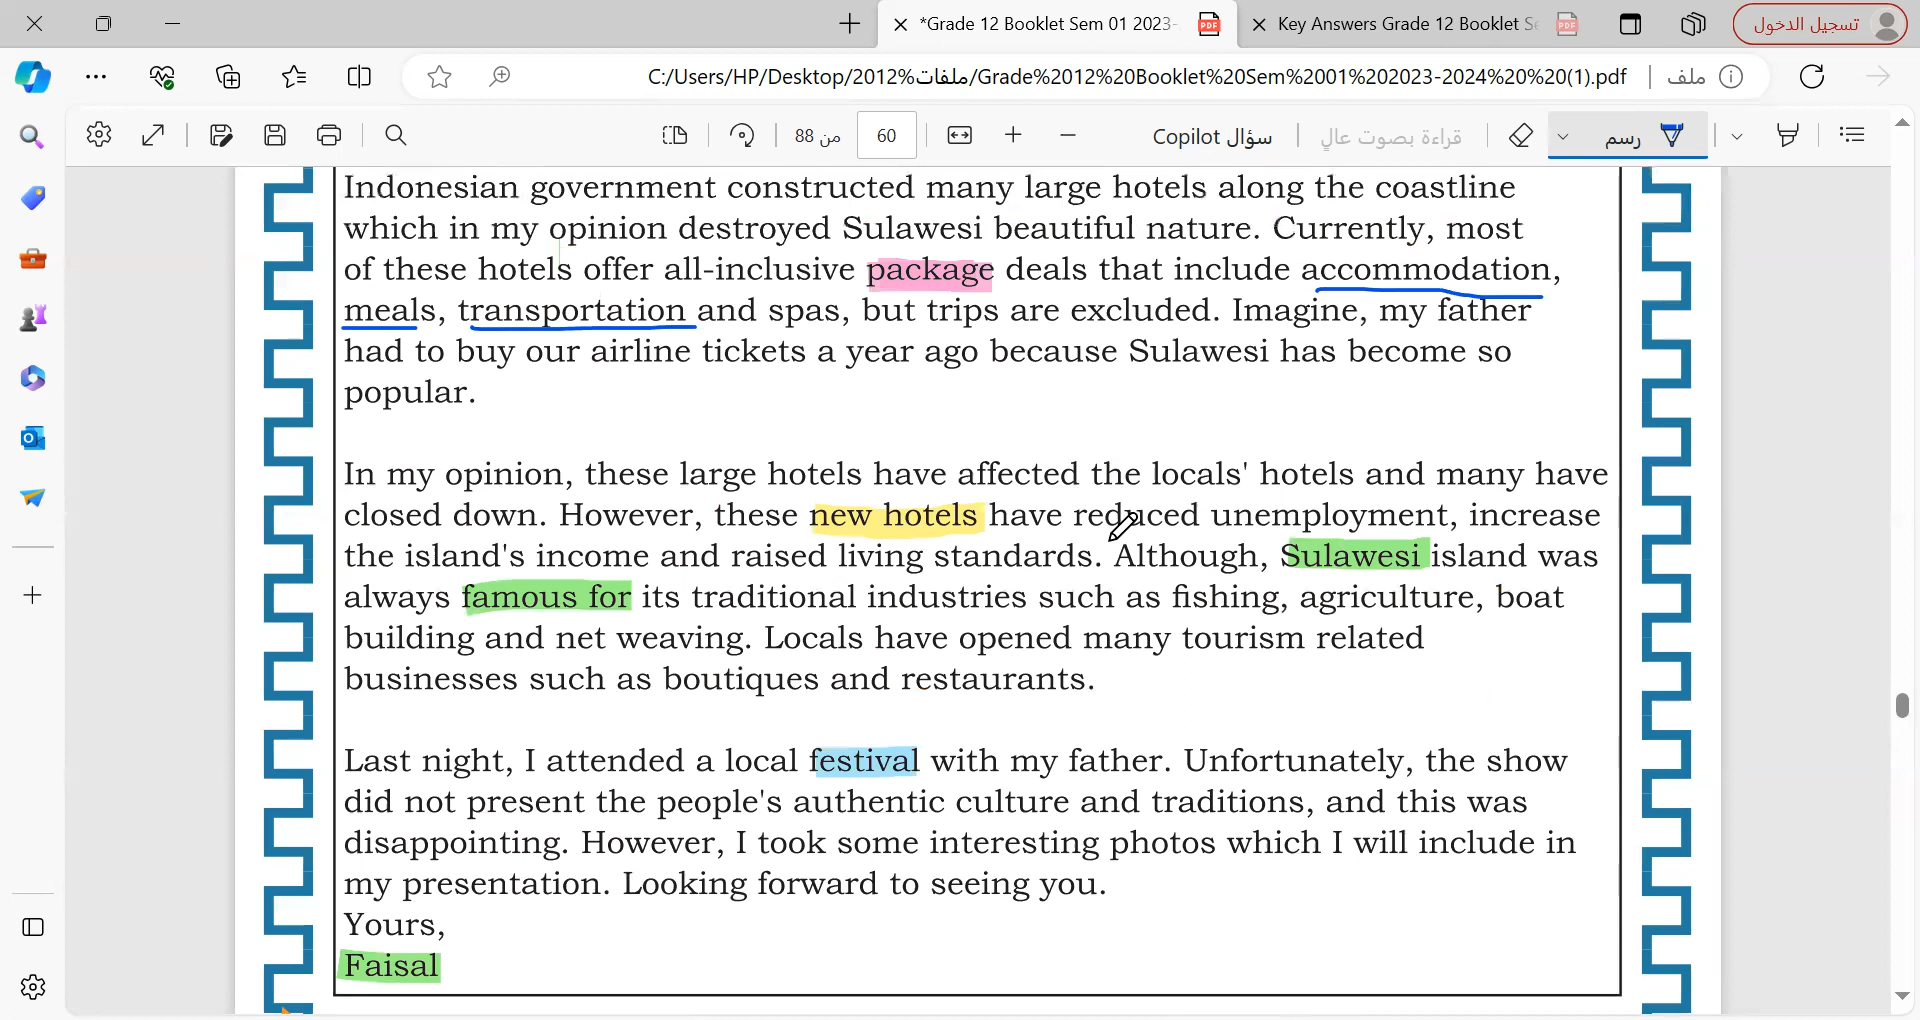 *Grade 12 Booklet Sem 01 2023-
Key Answers Grade 12 Booklet Se
تسجيل الدخول
C:/Users/HP/Desktop/2012%ملفات/Grade%2012%20Booklet%20Sem%2001%202023-2024%20%20(1).pdf
ملف
60
من 88
سؤال Copilot
قراءة بصوت عالٍ
رسم
Indonesian government constructed many large hotels along the coastline
which in my opinion destroyed Sulawesi beautiful nature. Currently, most
of these hotels offer all-inclusive package deals that include accommodation,
meals, transportation and spas, but trips are excluded. Imagine, my father
had to buy our airline tickets a year ago because Sulawesi has become so
popular.
In my opinion, these large hotels have affected the locals' hotels and many have
closed down. However, these new hotels have reduced unemployment, increase
the island's income and raised living standards. Although, Sulawesi island was
always famous for its traditional industries such as fishing, agriculture, boat
building and net weaving. Locals have opened many tourism related
businesses such as boutiques and restaurants.
Last night, I attended a local festival with my father. Unfortunately, the show
did not present the people's authentic culture and traditions, and this was
disappointing. However, I took some interesting photos which I will include in
my presentation. Looking forward to seeing you.
Yours,
Faisal